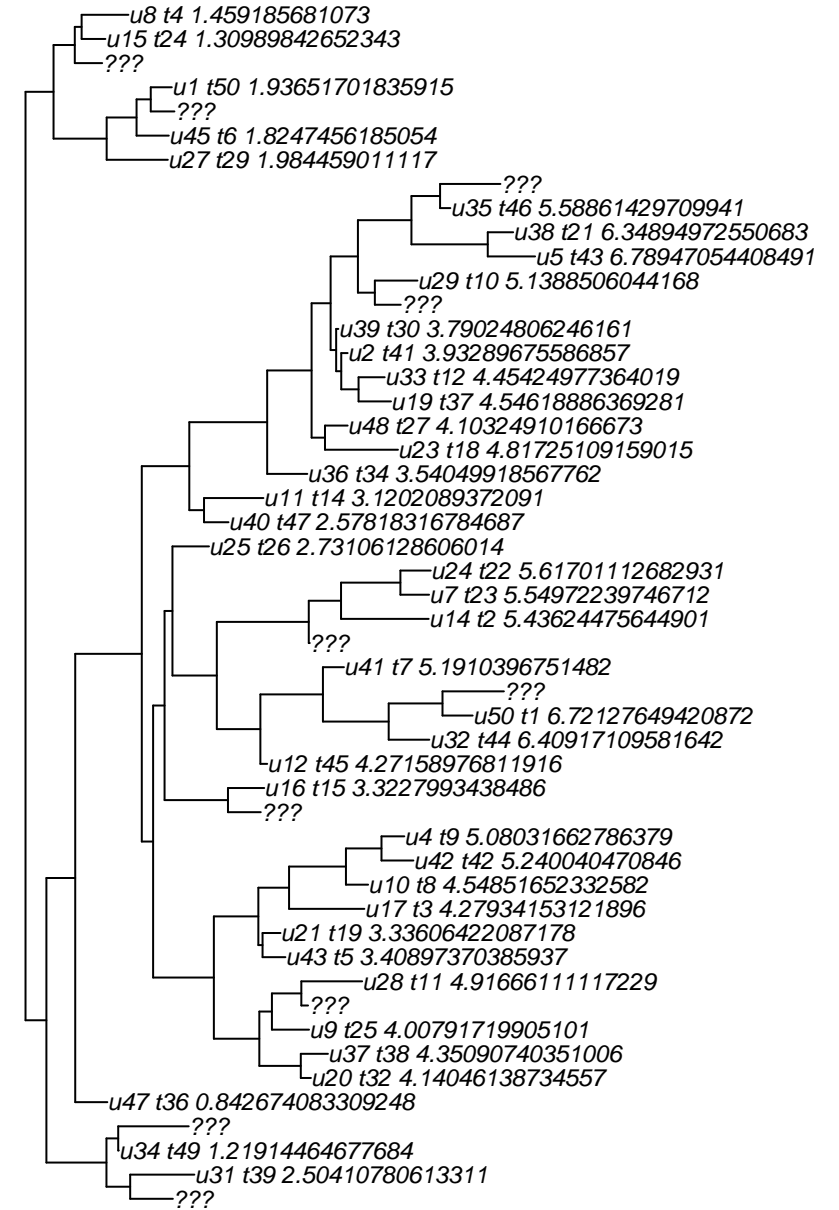 u8 t4 1.459185681073
u15 t24 1.30989842652343
???
u1 t50 1.93651701835915
???
u45 t6 1.8247456185054
u27 t29 1.984459011117
???
u35 t46 5.58861429709941
u38 t21 6.34894972550683
u5 t43 6.78947054408491
u29 t10 5.1388506044168
???
u39 t30 3.79024806246161
u2 t41 3.93289675586857
u33 t12 4.45424977364019
u19 t37 4.54618886369281
u48 t27 4.10324910166673
u23 t18 4.81725109159015
u36 t34 3.54049918567762
u11 t14 3.1202089372091
u40 t47 2.57818316784687
u25 t26 2.73106128606014
u24 t22 5.61701112682931
u7 t23 5.54972239746712
u14 t2 5.43624475644901
???
u41 t7 5.1910396751482
???
u50 t1 6.72127649420872
u32 t44 6.40917109581642
u12 t45 4.27158976811916
u16 t15 3.3227993438486
???
u4 t9 5.08031662786379
u42 t42 5.240040470846
u10 t8 4.54851652332582
u17 t3 4.27934153121896
u21 t19 3.33606422087178
u43 t5 3.40897370385937
u28 t11 4.91666111117229
???
u9 t25 4.00791719905101
u37 t38 4.35090740351006
u20 t32 4.14046138734557
u47 t36 0.842674083309248
???
u34 t49 1.21914464677684
u31 t39 2.50410780613311
???